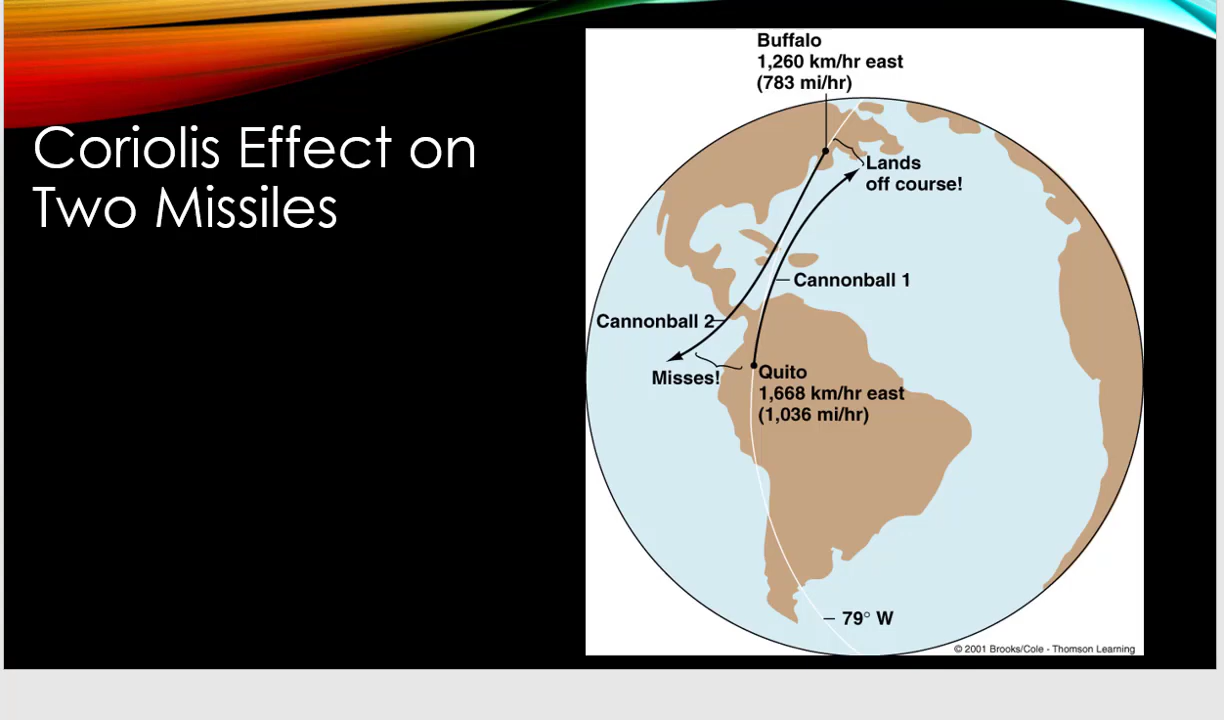 Coriolis Effect on
Two Missiles
Buffalo
1,260 km/hr east
(783 mi/hr)
Lands
off course!
Cannonball 1
Cannonball 2
Misses!
Quito
1,668 km/hr east
(1,036 mi/hr)
79° W
© 2001 Brooks/Cole - Thomson Learning